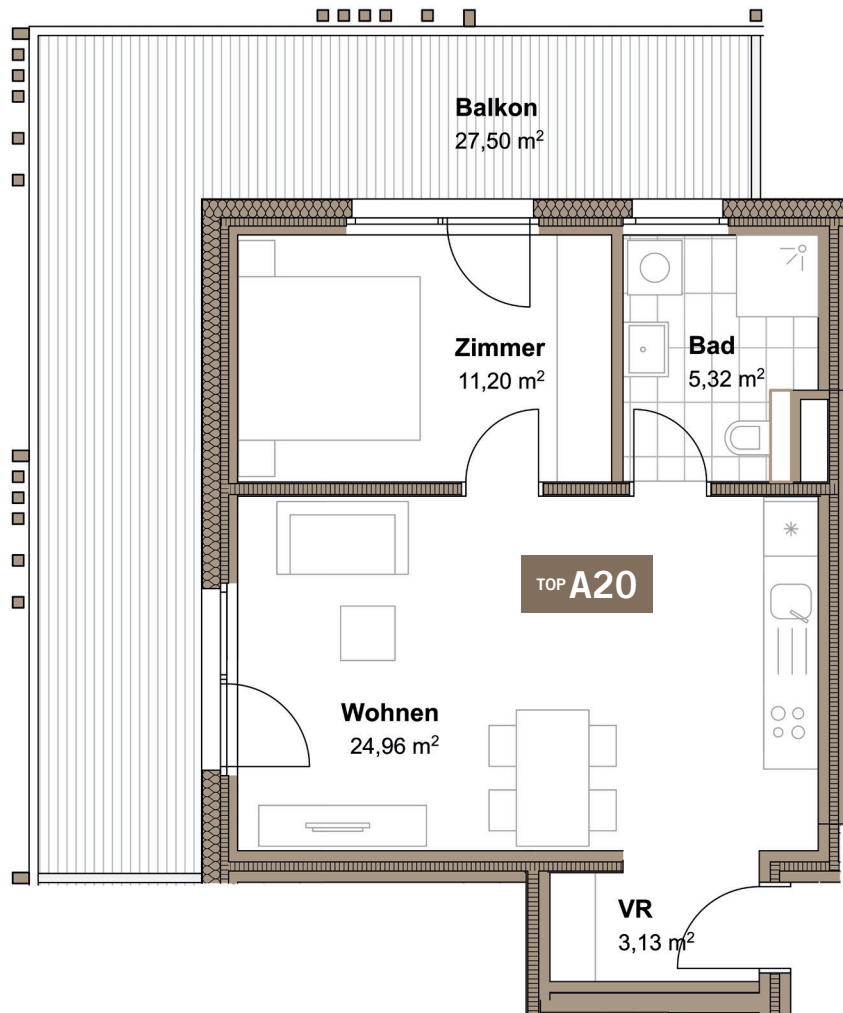 Balkon
27,50 m²
Zimmer
11,20 m²
Bad
5,32 m²
TOP A20
Wohnen
24,96 m²
VR
3,13 m²